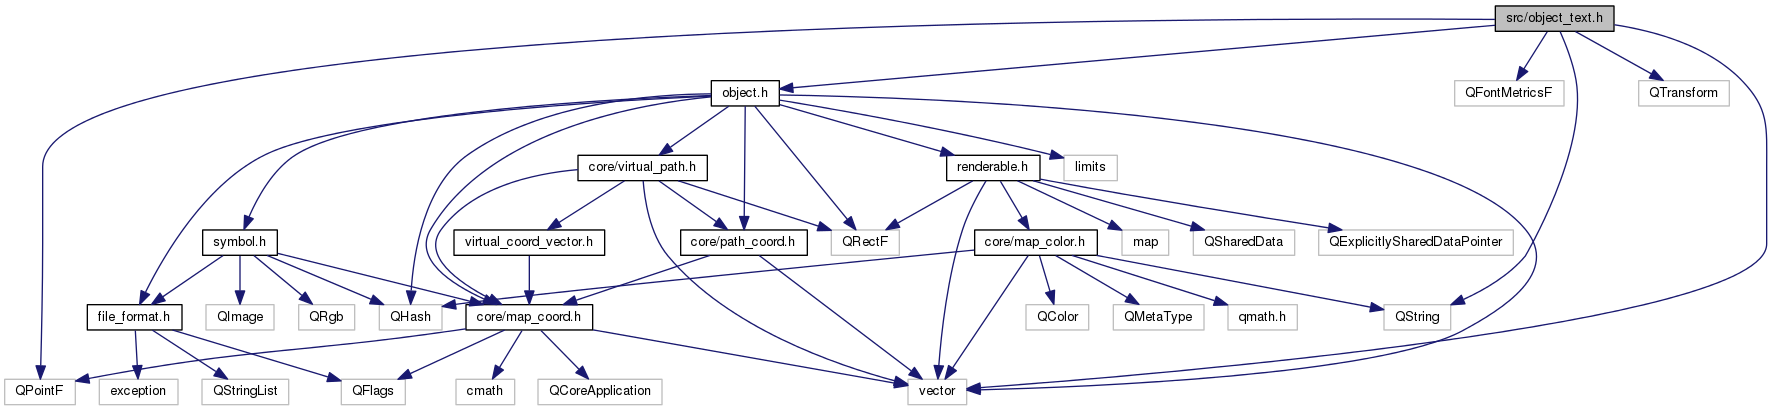 src/object_text.h
object.h
QFontMetricsF
QTransform
core/virtual_path.h
renderable.h
limits
symbol.h
virtual_coord_vector.h
core/path_coord.h
QRectF
core/map_color.h
map
QSharedData
QExplicitlySharedDataPointer
file_format.h
QImage
QRgb
QHash
core/map_coord.h
QColor
QMetaType
qmath.h
QString
QPointF
exception
QStringList
QFlags
cmath
QCoreApplication
vector